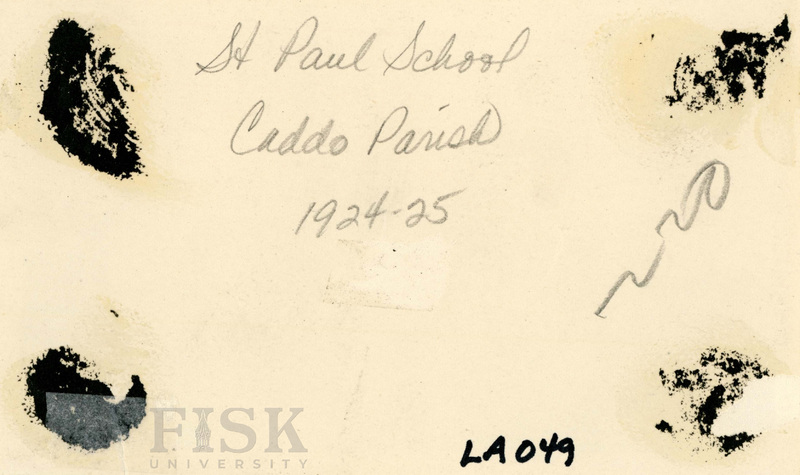 St Paul School
Caddo Parish
1924-25
LA049
FISK
UNIVERSITY